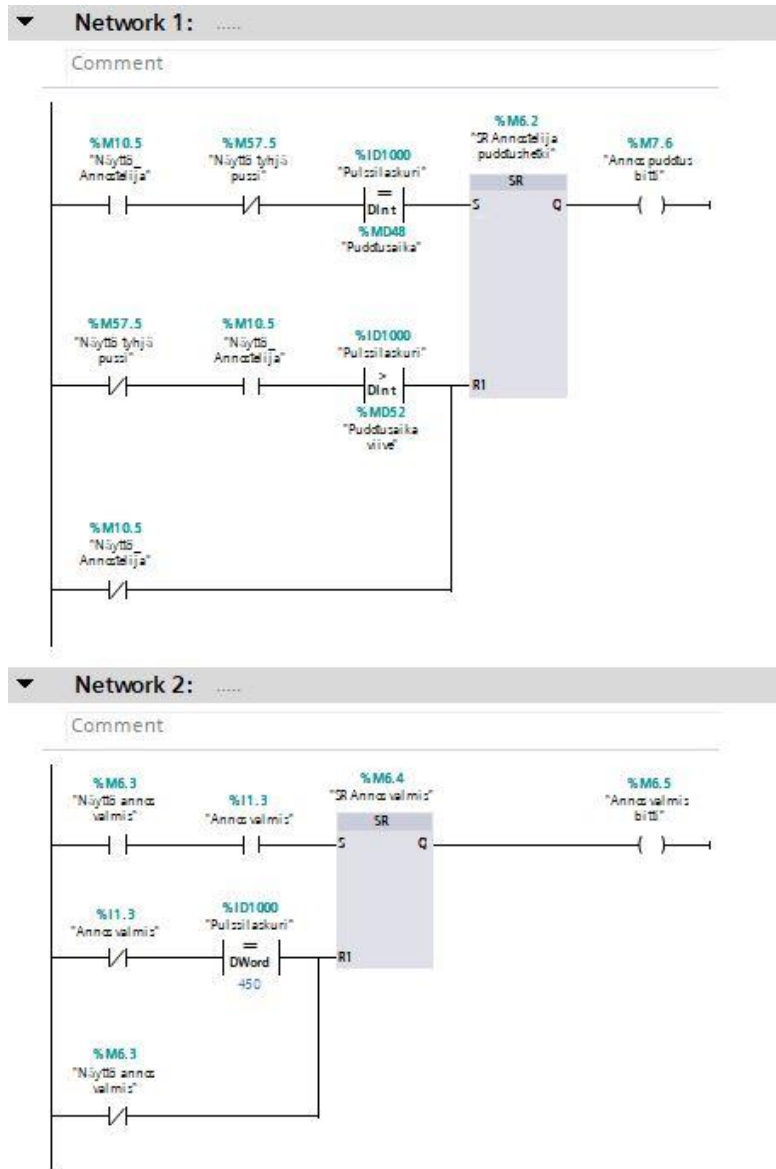 Network 1: .....
Comment
%M10.5
"Näyttö_
Annostelija"
%M57.5
"Näyttö tyhjä
pussi"
%ID1000
"Pulssilaskuri"
==
DInt
%MD48
"Pudotusaika"
%M6.2
"SR Annostelija
pudotushetki"
SR
S
Q
%M7.6
"Annos pudotus
bitti"
%M57.5
"Näyttö tyhjä
pussi"
%M10.5
"Näyttö_
Annostelija"
%ID1000
"Pulssilaskuri"
>
DInt
%MD52
"Pudotusaika
viive"
R1
%M10.5
"Näyttö_
Annostelija"
Network 2: .....
Comment
%M6.3
"Näyttö annos
valmis"
%I1.3
"Annos valmis"
%M6.4
"SR Annos valmis"
SR
S
Q
%M6.5
"Annos valmis
bitti"
%I1.3
"Annos valmis"
%ID1000
"Pulssilaskuri"
==
DWord
450
R1
%M6.3
"Näyttö annos
valmis"